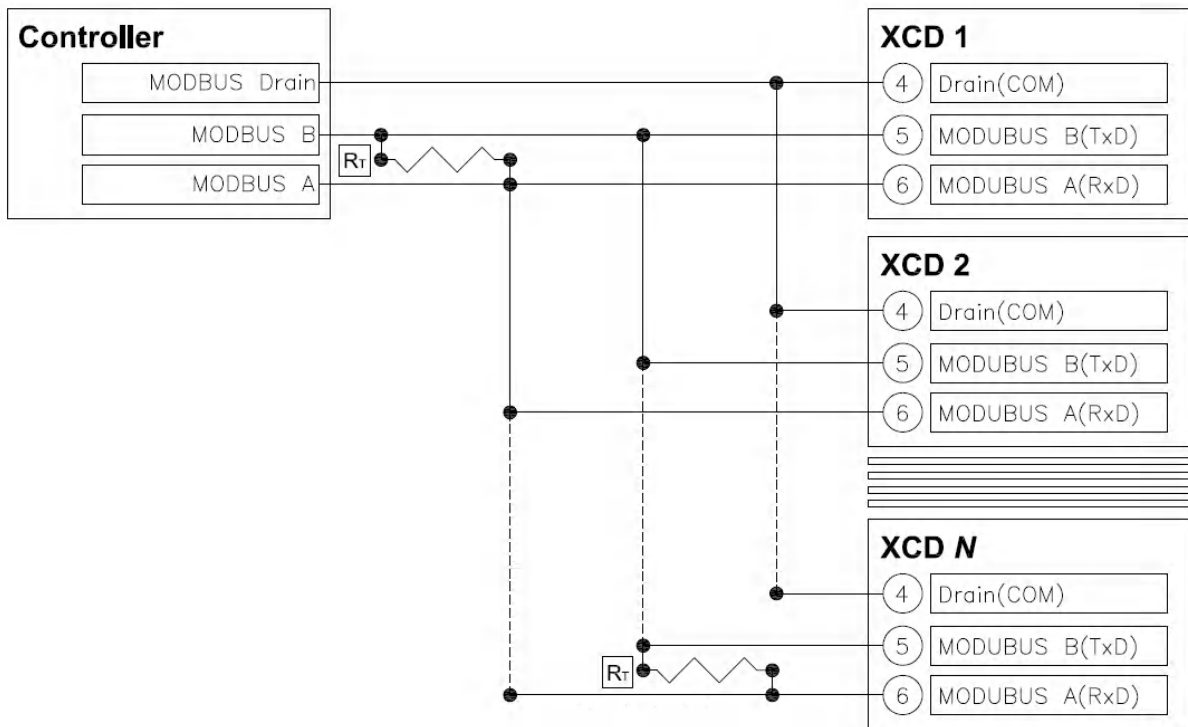 Controller
MODBUS Drain
MODBUS B
MODBUS A
RT
XCD 1
4 Drain(COM)
5 MODUBUS B(TxD)
6 MODUBUS A(RxD)
XCD 2
4 Drain(COM)
5 MODUBUS B(TxD)
6 MODUBUS A(RxD)
XCD N
4 Drain(COM)
5 MODUBUS B(TxD)
RT
6 MODUBUS A(RxD)